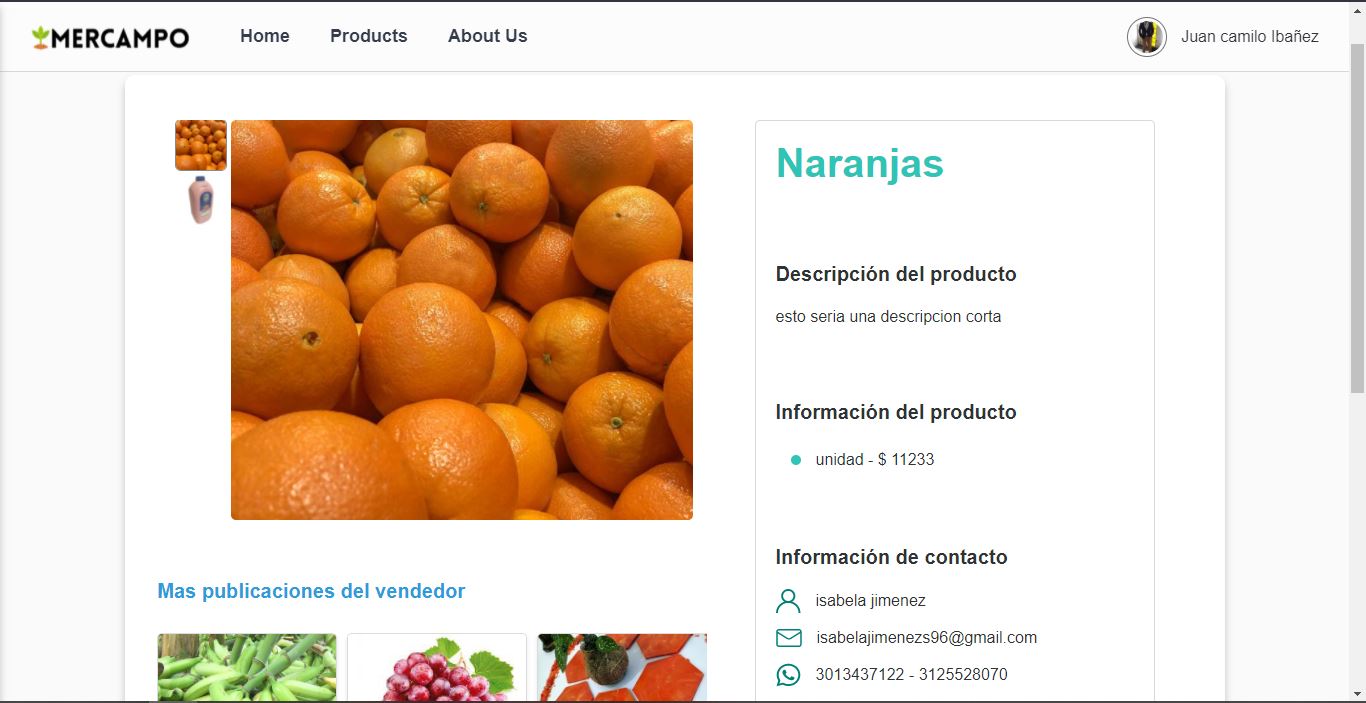 MERCAMPO
Home
Products
About Us
Juan camilo Ibañez
Naranjas
Descripción del producto
esto seria una descripcion corta
Información del producto
unidad - $ 11233
Información de contacto
isabela jimenez
isabelajimenezs96@gmail.com
3013437122 - 3125528070
Mas publicaciones del vendedor